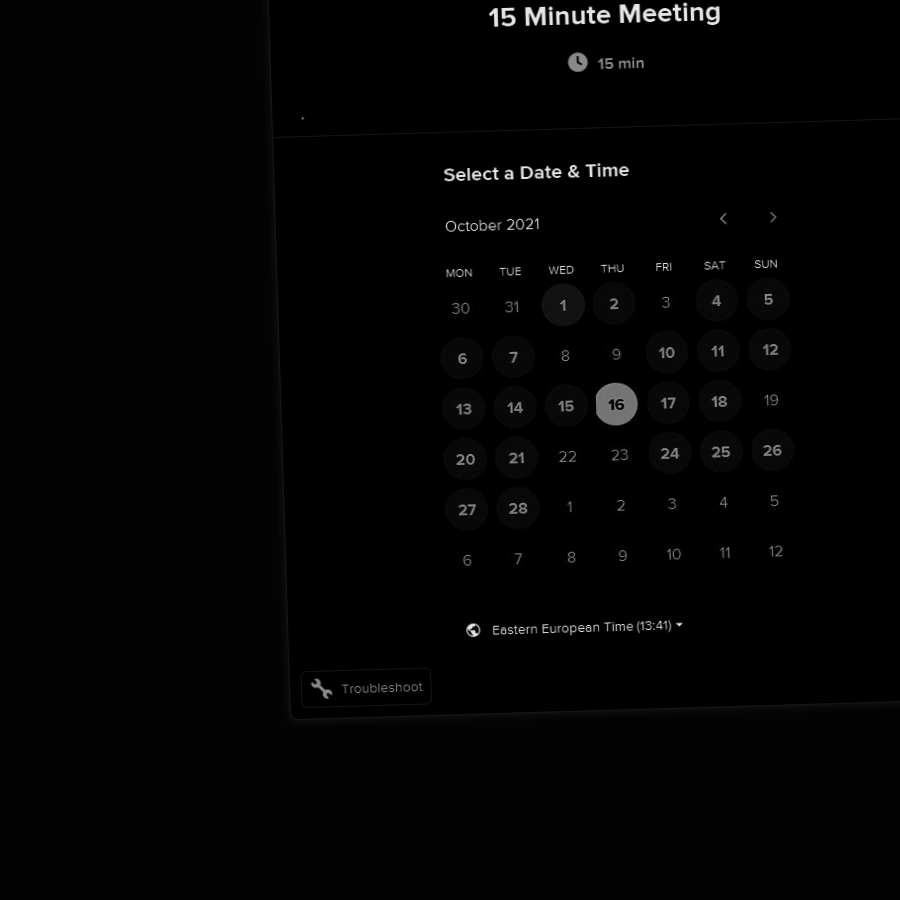 15 Minute Meeting
15 min
Select a Date & Time
October 2021
MON TUE WED THU FRI SAT SUN
30 31 1 2 3 4 5
6 7 8 9 10 11 12
13 14 15 16 17 18 19
20 21 22 23 24 25 26
27 28 1 2 3 4 5
6 7 8 9 10 11 12
Eastern European Time (13:41)
Troubleshoot